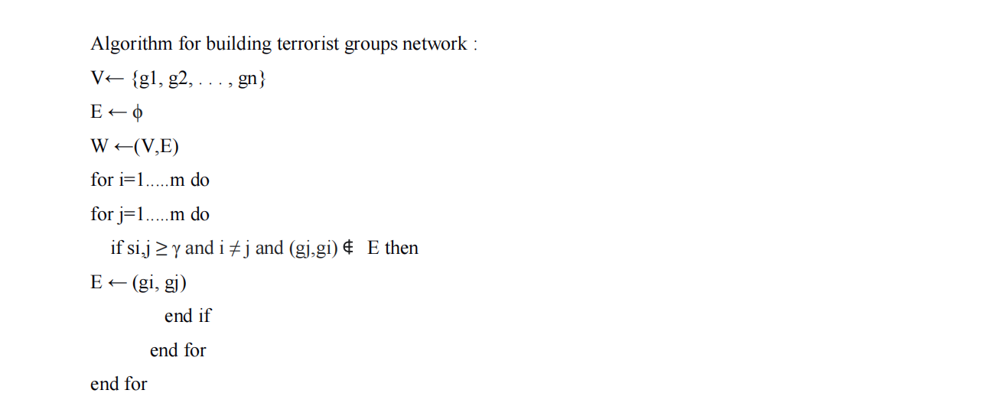 Algorithm for building terrorist groups network :
V← {g1, g2, . . . , gn}
E ← ϕ
W ←(V,E)
for i=1.....m do
for j=1.....m do
if si,j ≥ γ and i ≠ j and (gj,gi) ∉ E then
E ← (gi, gj)
end if
end for
end for